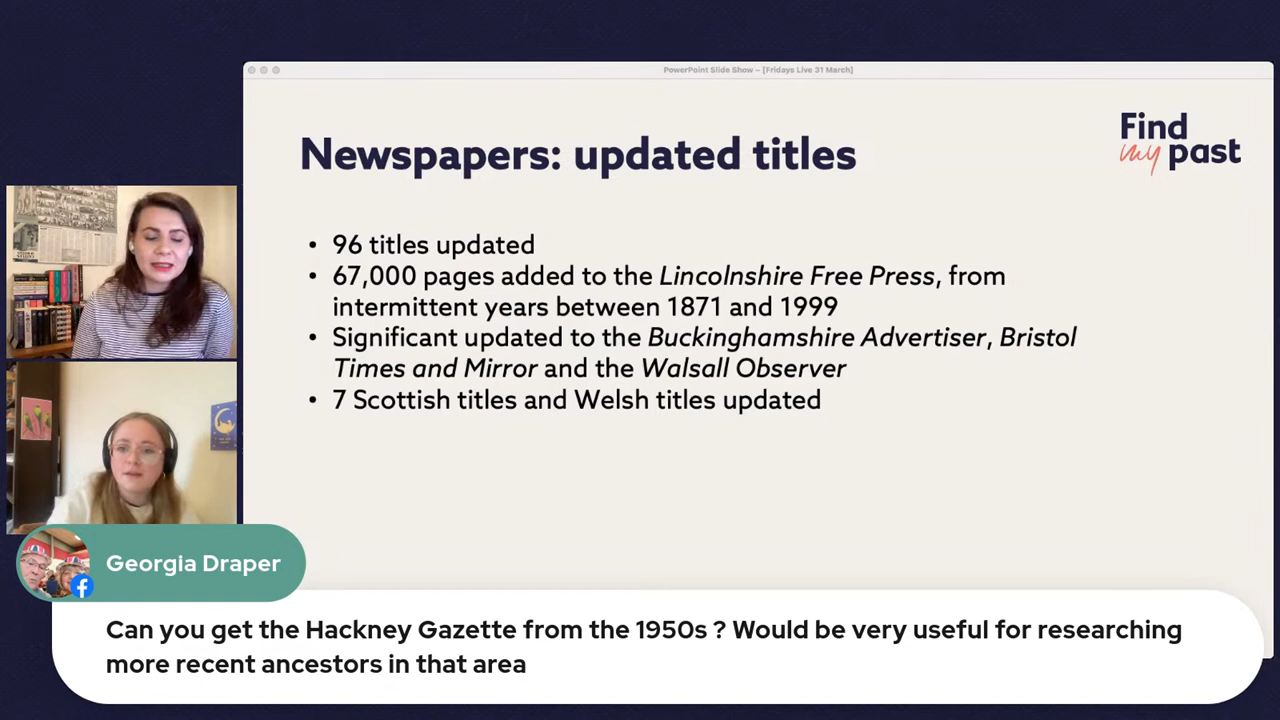 PowerPoint Slide Show – [Fridays Live 31 March]
Find
my past
Newspapers: updated titles
• 96 titles updated
• 67,000 pages added to the Lincolnshire Free Press, from
intermittent years between 1871 and 1999
• Significant updated to the Buckinghamshire Advertiser, Bristol
Times and Mirror and the Walsall Observer
• 7 Scottish titles and Welsh titles updated
Georgia Draper
Can you get the Hackney Gazette from the 1950s ? Would be very useful for researching
more recent ancestors in that area